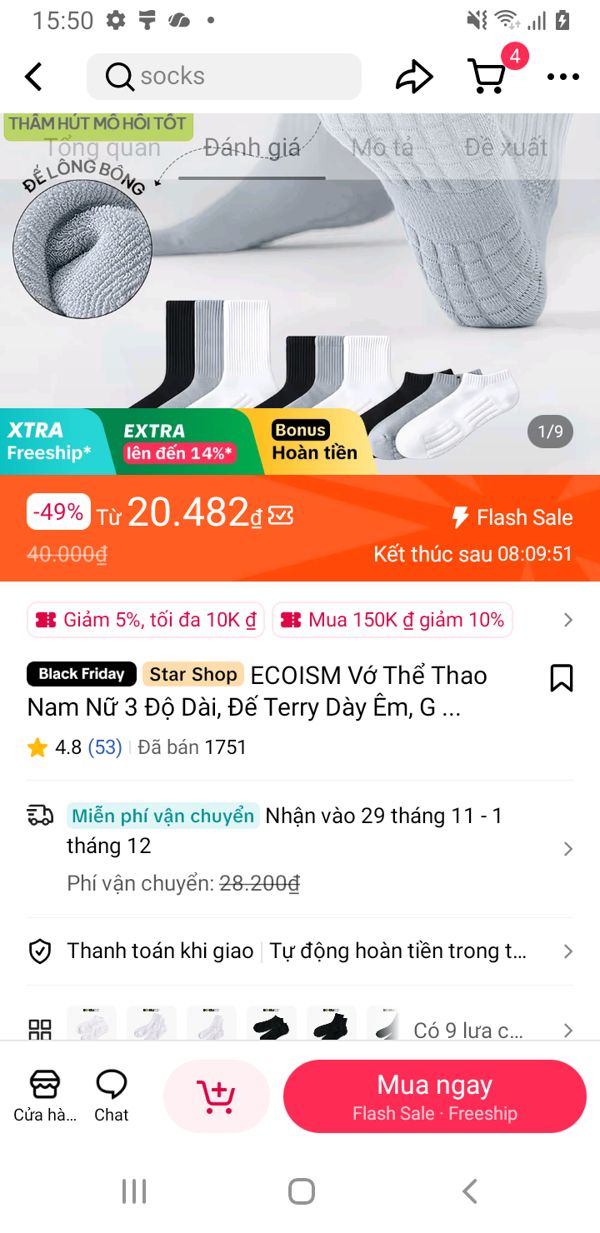 15:50
socks
4
THẤM HÚT MỒ HÔI TỐT
Tổng quan Đánh giá Mô tả Đề xuất
ĐẾ LÔNG BÔNG
XTRA
Freeship*
EXTRA
lên đến 14%*
Bonus
Hoàn tiền
1/9
-49% Từ 20.482₫
Flash Sale
40.000₫
Kết thúc sau 08:09:51
Giảm 5%, tối đa 10K ₫
Mua 150K ₫ giảm 10%
Black Friday Star Shop ECOISM Vớ Thể Thao
Nam Nữ 3 Độ Dài, Đế Terry Dày Êm, G ...
4.8 (53) Đã bán 1751
Miễn phí vận chuyển Nhận vào 29 tháng 11 - 1
tháng 12
Phí vận chuyển: 28.200₫
Thanh toán khi giao | Tự động hoàn tiền trong t...
Có 9 lựa c...
Cửa hà...
Chat
Mua ngay
Flash Sale · Freeship